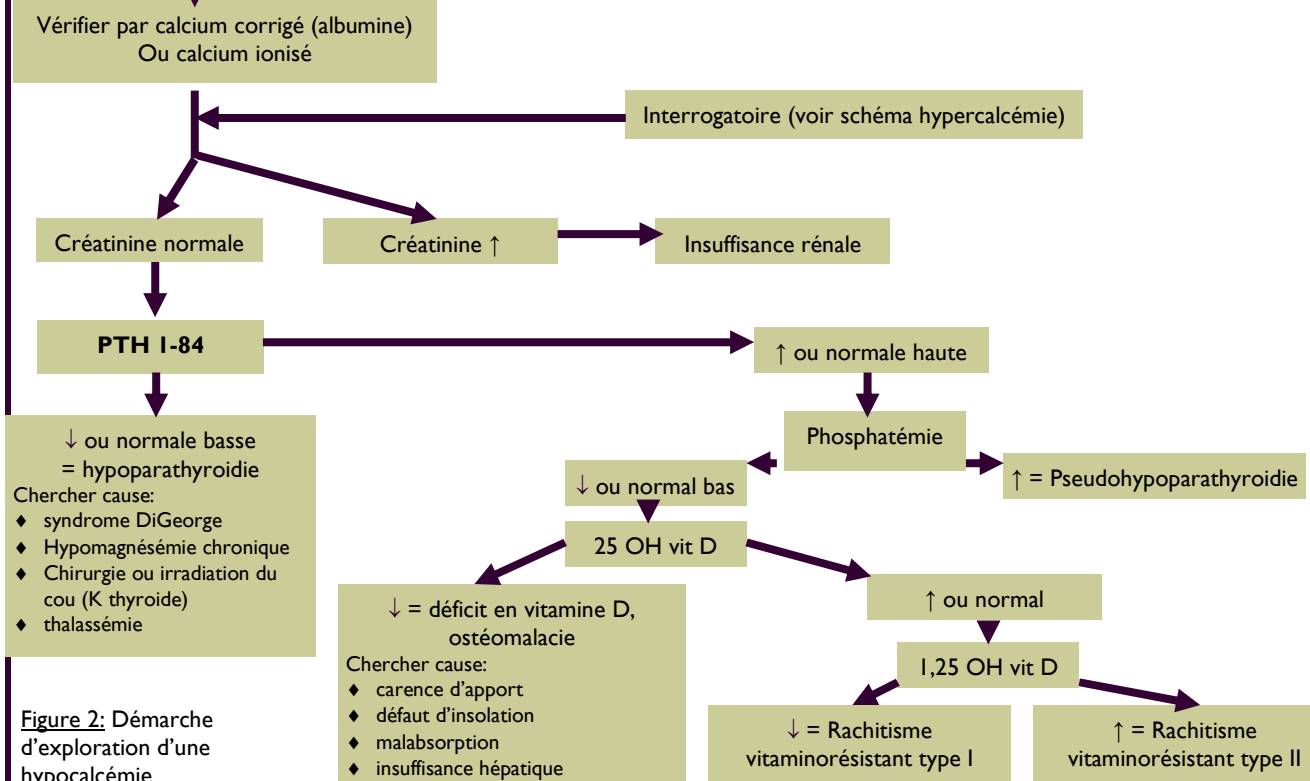 Vérifier par calcium corrigé (albumine)
Ou calcium ionisé
Interrogatoire (voir schéma hypercalcémie)
Créatinine normale
Créatinine ↑
Insuffisance rénale
PTH 1-84
↑ ou normale haute
↓ ou normale basse
= hypoparathyroidie
Chercher cause:
♦ syndrome DiGeorge
♦ Hypomagnésémie chronique
♦ Chirurgie ou irradiation du
cou (K thyroide)
♦ thalassémie
Phosphatémie
↓ ou normal bas
↑ = Pseudohypoparathyroidie
25 OH vit D
↓ = déficit en vitamine D,
ostéomalacie
Chercher cause:
♦ carence d'apport
♦ défaut d'insolation
♦ malabsorption
♦ insuffisance hépatique
↑ ou normal
1,25 OH vit D
↓ = Rachitisme
vitaminorésistant type I
↑ = Rachitisme
vitaminorésistant type II
Figure 2: Démarche
d'exploration d'une
hypocalcémie